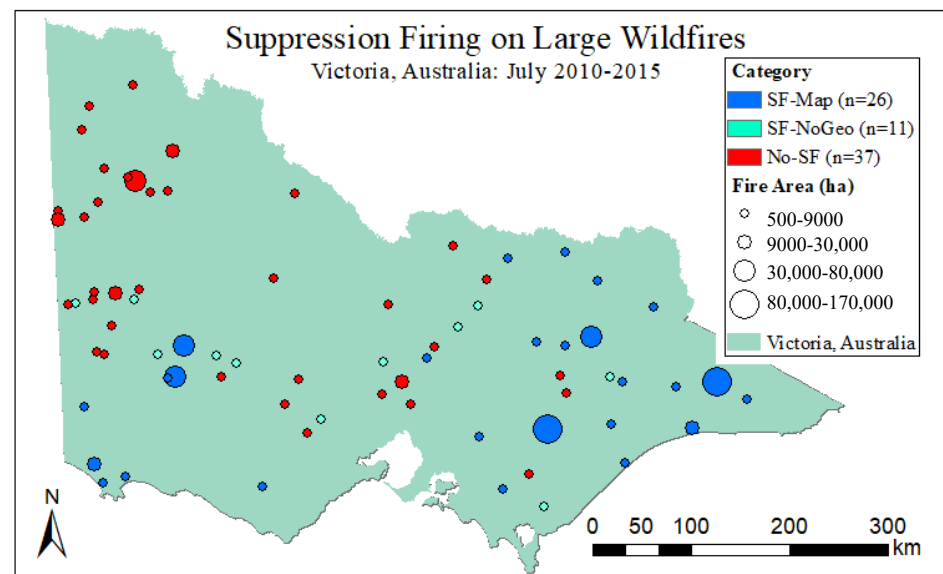 Suppression Firing on Large Wildfires
Victoria, Australia: July 2010-2015
Category
SF-Map (n=26)
SF-NoGeo (n=11)
No-SF (n=37)
Fire Area (ha)
500-9000
9000-30,000
30,000-80,000
80,000-170,000
Victoria, Australia
N
0 50 100 200 300
km